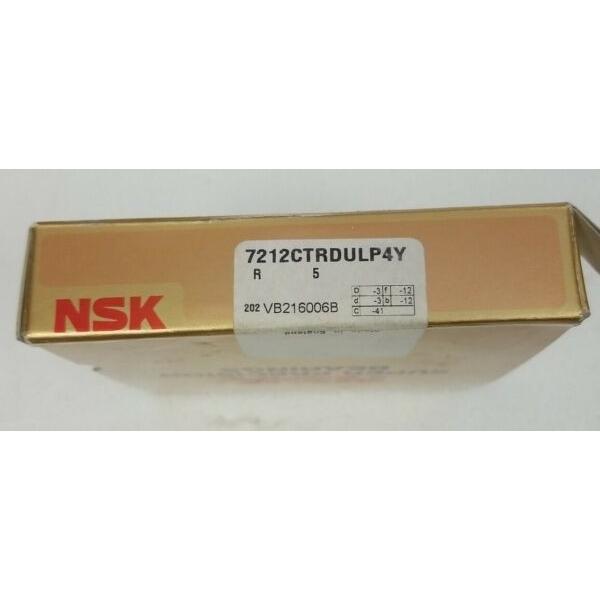 NSK
7212CTRDULP4Y
R 5
202 VB216006B
D -3 f -12
d -3 b -12
C -41